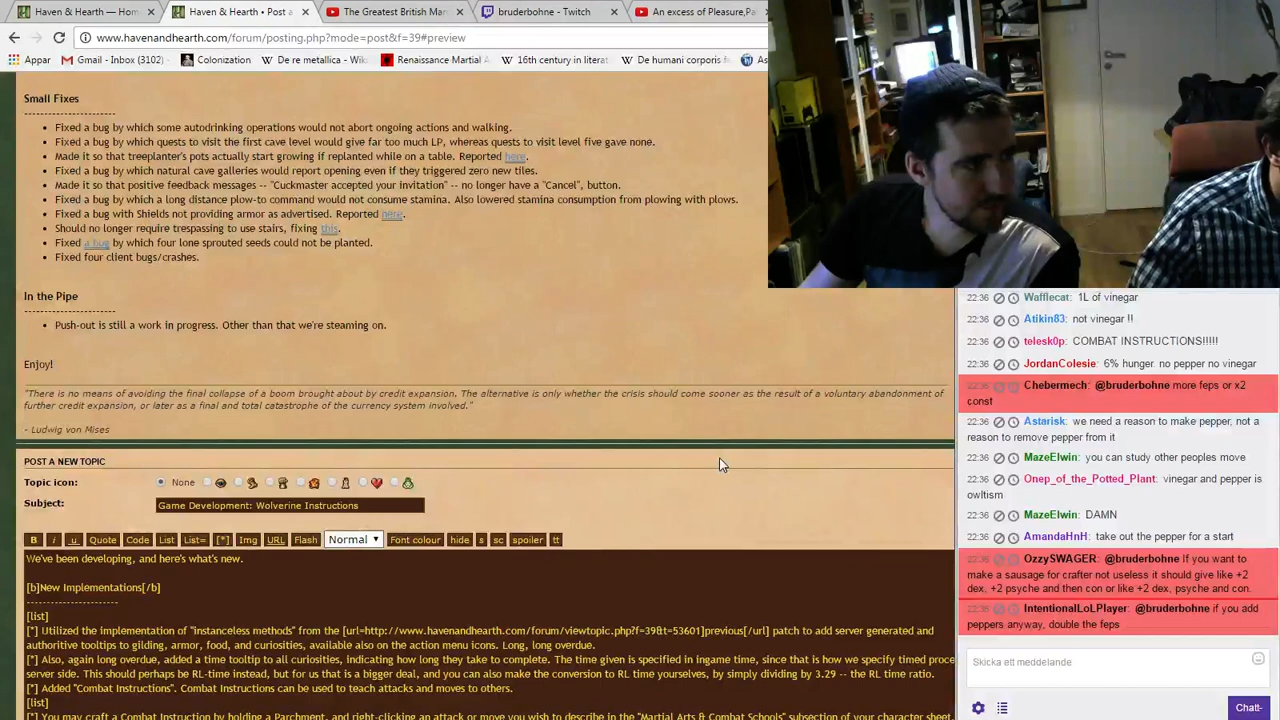 Haven & Hearth — Hom
Haven & Hearth • Post a
The Greatest British Mar
bruderbohne - Twitch
An excess of Pleasure,Pal
www.havenandhearth.com/forum/posting.php?mode=post&f=39#preview
Appar
Gmail - Inbox (3102)
Colonization
De re metallica - Wik
Renaissance Martial
16th century in literat
De humani corporis f
As
Small Fixes
-----------------------
Fixed a bug by which some autodrinking operations would not abort ongoing actions and walking.
Fixed a bug by which quests to visit the first cave level would give far too much LP, whereas quests to visit level five gave none.
Made it so that treeplanter's pots actually start growing if replanted while on a table. Reported here.
Fixed a bug by which natural cave galleries would report opening even if they triggered zero new tiles.
Made it so that positive feedback messages -- "Cuckmaster accepted your invitation" -- no longer have a "Cancel", button.
Fixed a bug by which a long distance plow-to command would not consume stamina. Also lowered stamina consumption from plowing with plows.
Fixed a bug with Shields not providing armor as advertised. Reported here.
Should no longer require trespassing to use stairs, fixing this.
Fixed a bug by which four lone sprouted seeds could not be planted.
Fixed four client bugs/crashes.
In the Pipe
-----------------------
Push-out is still a work in progress. Other than that we're steaming on.
Enjoy!
"There is no means of avoiding the final collapse of a boom brought about by credit expansion. The alternative is only whether the crisis should come sooner as the result of a voluntary abandonment of
further credit expansion, or later as a final and total catastrophe of the currency system involved."
- Ludwig von Mises
POST A NEW TOPIC
Topic icon:
None
Subject:
Game Development: Wolverine Instructions
B i u Quote Code List List= [*] Img URL Flash Normal Font colour hide s sc spoiler tt
We've been developing, and here's what's new.
[b]New Implementations[/b]
-----------------------
[list]
[*] Utilized the implementation of "instanceless methods" from the [url=http://www.havenandhearth.com/forum/viewtopic.php?f=39&t=53601]previous[/url] patch to add server generated and
authoritive tooltips to gilding, armor, food, and curiosities, available also on the action menu icons. Long, long overdue.
[*] Also, again long overdue, added a time tooltip to all curiosities, indicating how long they take to complete. The time given is specified in ingame time, since that is how we specify timed proce
server side. This should perhaps be RL-time instead, but for us that is a bigger deal, and you can also make the conversion to RL time yourselves, by simply dividing by 3.29 -- the RL time ratio.
[*] Added "Combat Instructions". Combat Instructions can be used to teach attacks and moves to others.
[list]
[*] You may craft a Combat Instruction by holding a Parchment, and right-clicking an attack or move you wish to describe in the "Martial Arts & Combat Schools" subsection of your character sheet.
22:36 Wafflecat: 1L of vinegar
22:36 Atikin83: not vinegar !!
22:36 telesk0p: COMBAT INSTRUCTIONS!!!!!
22:36 JordanColesie: 6% hunger no pepper no vinegar
22:36 Chebermech: @bruderbohne more feps or x2
const
22:36 Astarisk: we need a reason to make pepper, not a
reason to remove pepper from it
22:36 MazeElwin: you can study other peoples move
22:36 Onep_of_the_Potted_Plant: vinegar and pepper is
owltism
22:36 MazeElwin: DAMN
22:36 AmandaHnH: take out the pepper for a start
22:36 OzzySWAGER: @bruderbohne If you want to
make a sausage for crafter not useless it should give like +2
dex, +2 psyche and then con or like +2 dex, psyche and con.
22:36 IntentionalLoLPlayer: @bruderbohne if you add
peppers anyway, double the feps
Skicka ett meddelande
Chatt-